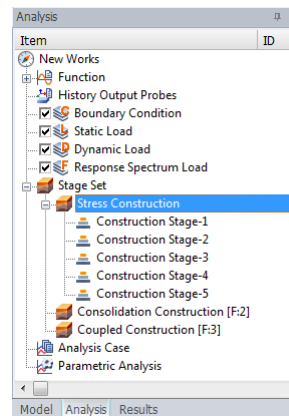 Analysis
Item ID
New Works
Function
History Output Probes
Boundary Condition
Static Load
Dynamic Load
Response Spectrum Load
Stage Set
Stress Construction
Construction Stage-1
Construction Stage-2
Construction Stage-3
Construction Stage-4
Construction Stage-5
Consolidation Construction [F:2]
Coupled Construction [F:3]
Analysis Case
Parametric Analysis
Model Analysis Results